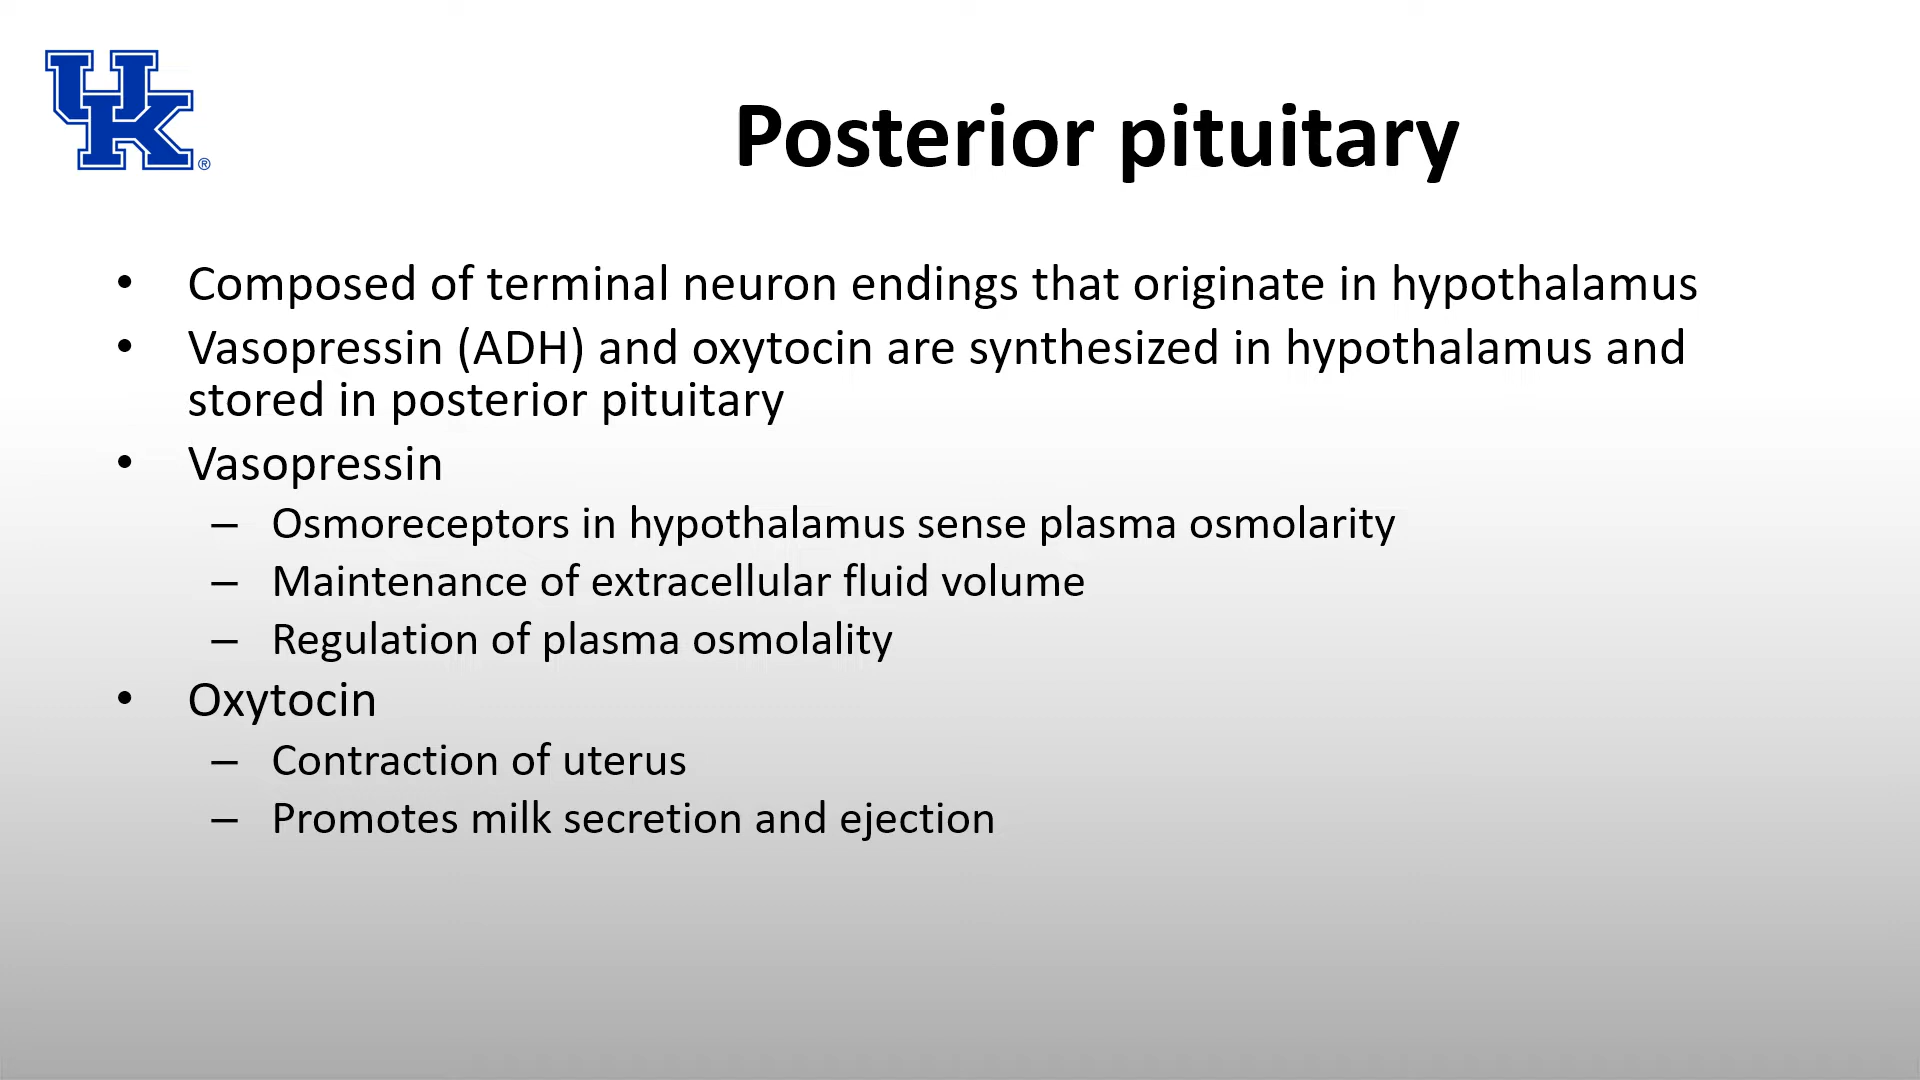 UK®
Posterior pituitary
• Composed of terminal neuron endings that originate in hypothalamus
• Vasopressin (ADH) and oxytocin are synthesized in hypothalamus and
stored in posterior pituitary
• Vasopressin
– Osmoreceptors in hypothalamus sense plasma osmolarity
– Maintenance of extracellular fluid volume
– Regulation of plasma osmolality
• Oxytocin
– Contraction of uterus
– Promotes milk secretion and ejection